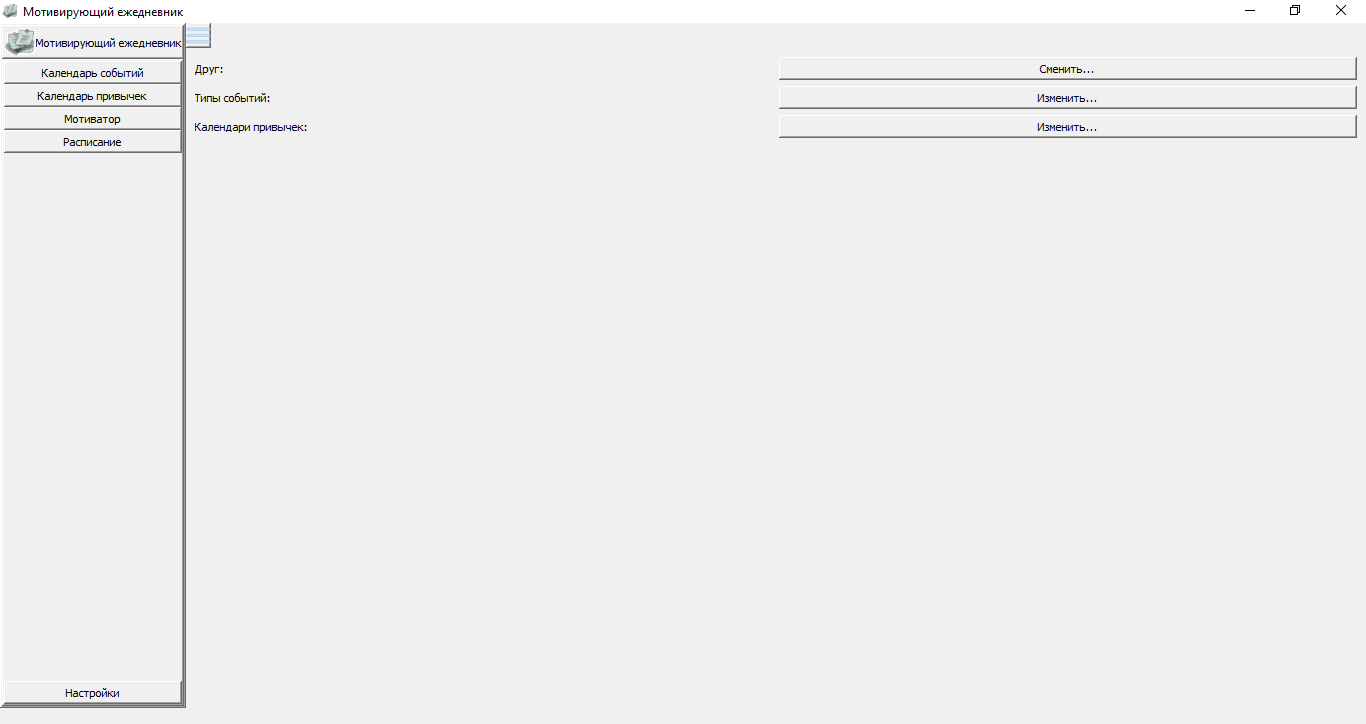 Мотивирующий ежедневник
Мотивирующий ежедневник
Календарь событий
Календарь привычек
Мотиватор
Расписание
Настройки
Друг:
Сменить...
Типы событий:
Изменить...
Календари привычек:
Изменить...